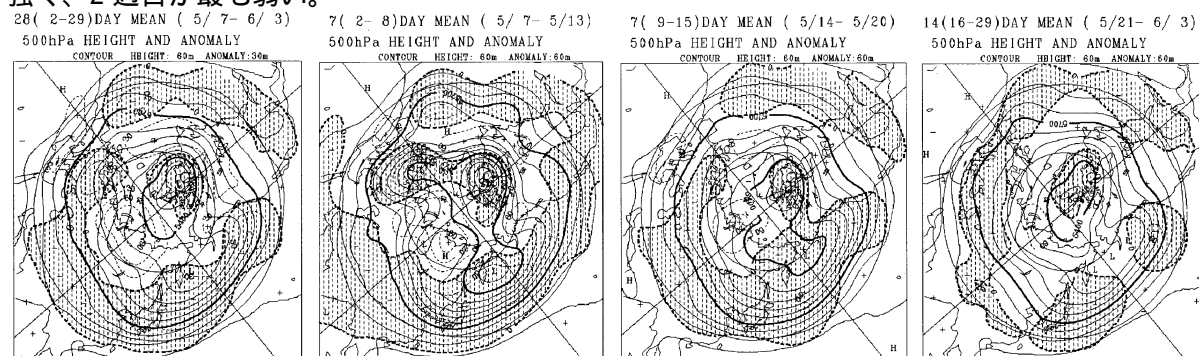 強く、2週目が最も弱い。
28( 2-29)DAY MEAN ( 5/ 7- 6/ 3)
500hPa HEIGHT AND ANOMALY
CONTOUR HEIGHT: 60m ANOMALY:30m
7( 2- 8)DAY MEAN ( 5/ 7- 5/13)
500hPa HEIGHT AND ANOMALY
CONTOUR HEIGHT: 60m ANOMALY:60m
7( 9-15)DAY MEAN ( 5/14- 5/20)
500hPa HEIGHT AND ANOMALY
CONTOUR HEIGHT: 60m ANOMALY:60m
14(16-29)DAY MEAN ( 5/21- 6/ 3)
500hPa HEIGHT AND ANOMALY
CONTOUR HEIGHT: 60m ANOMALY:60m